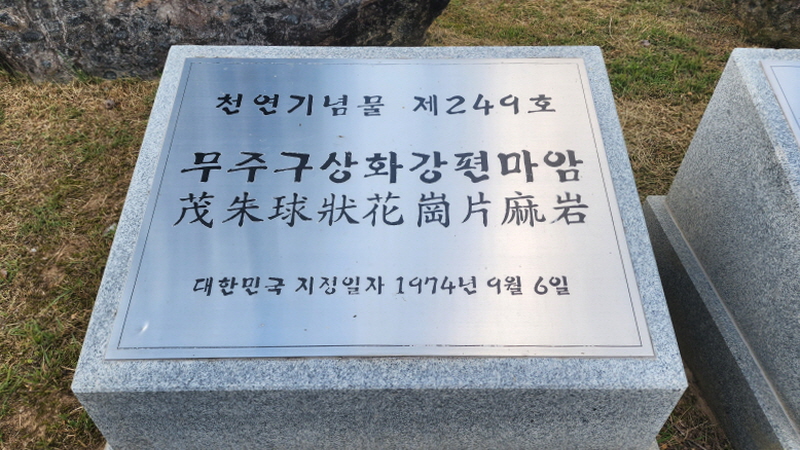 천연기념물 제249호
무주구상화강편마암
茂朱球狀花崗片麻岩
대한민국 지정일자 1974년 9월 6일